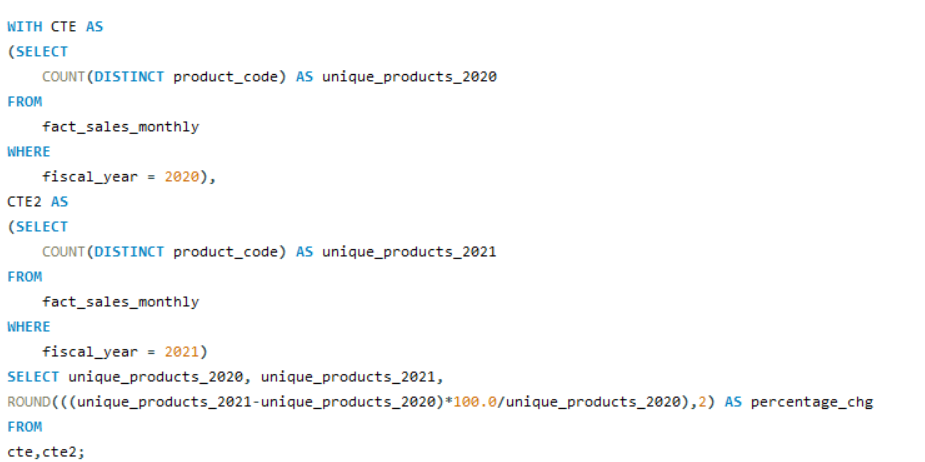 WITH CTE AS
(SELECT
COUNT(DISTINCT product_code) AS unique_products_2020
FROM
fact_sales_monthly
WHERE
fiscal_year = 2020),
CTE2 AS
(SELECT
COUNT(DISTINCT product_code) AS unique_products_2021
FROM
fact_sales_monthly
WHERE
fiscal_year = 2021)
SELECT unique_products_2020, unique_products_2021,
ROUND(((unique_products_2021-unique_products_2020)*100.0/unique_products_2020),2) AS percentage_chg
FROM
cte,cte2;